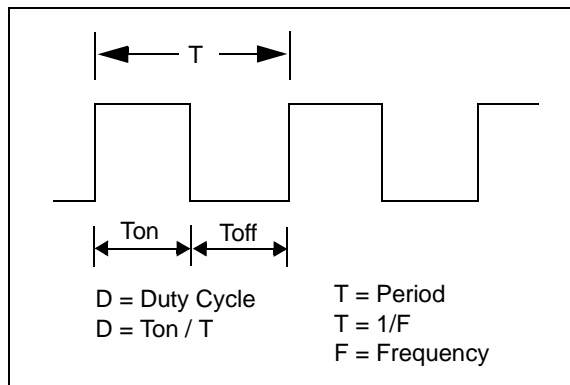 T
Ton
Toff
D = Duty Cycle
D = Ton / T
T = Period
T = 1/F
F = Frequency